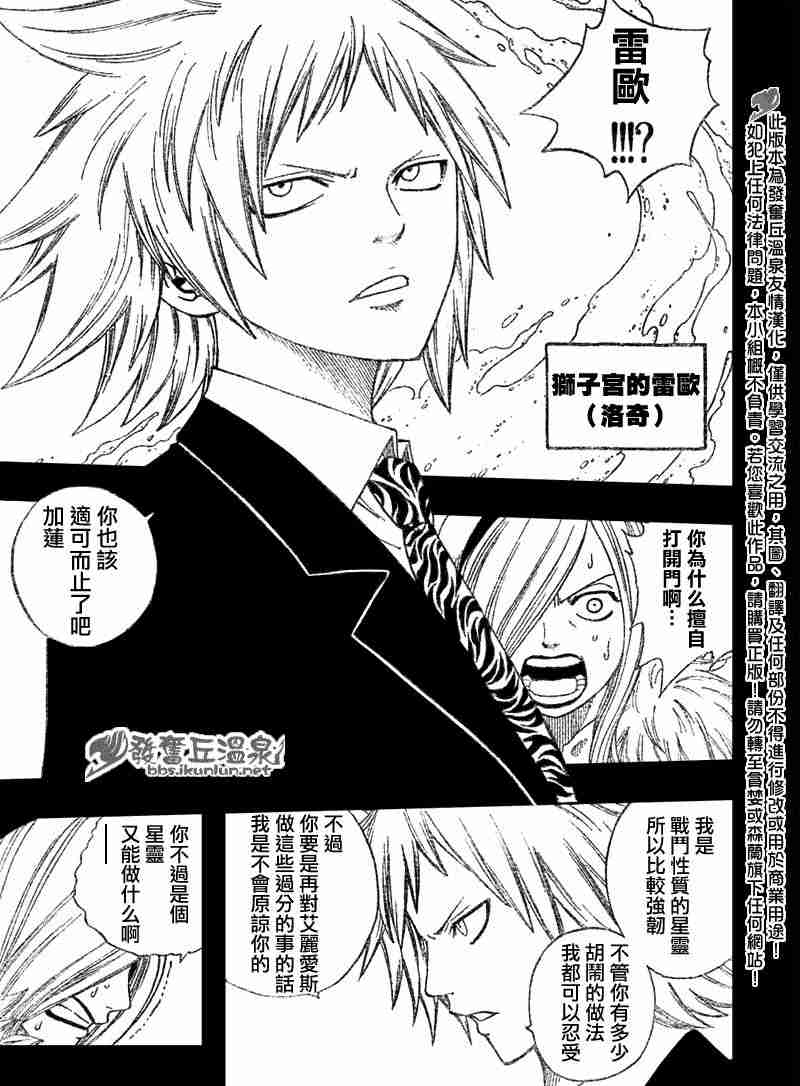 雷
歐
!!!?
獅子宮的雷歐
（洛奇）
你為什么擅自
打開門啊…
你也該
適可而止了吧
加蓮
我是
戰鬥性質的星靈
所以比較強韌
不管你有多少
胡鬧的做法
我都可以忍受
不過
你要是再對艾麗愛斯
做這些過分的事的話
我是不會原諒你的
你不過是個
星靈
又能做什么啊
發奮丘溫泉
bbs.ikunlun.net
此版本為發奮丘溫泉友情漢化，僅供學習交流之用，其圖、翻譯及任何部份不得進行修改或用於商業用途！
如犯上任何法律問題，本小組概不負責。若您喜歡此作品，請購買正版！請勿轉至貪婪或森蘭旗下任何網站！